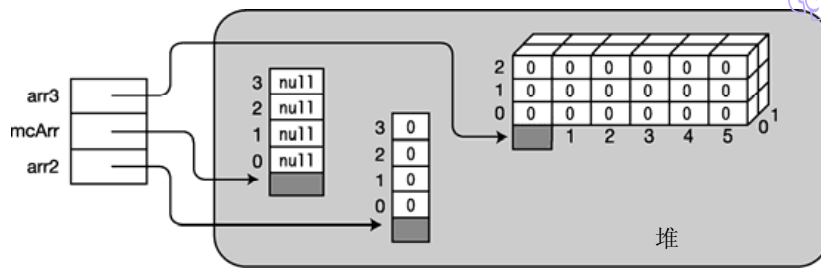 GC
2 0 0 0 0 0 0
1 0 0 0 0 0 0
0 0 0 0 0 0 0
1 2 3 4 5 0 1
arr3
mcArr
arr2
3 null
2 null
1 null
0 null
3 0
2 0
1 0
0 0
堆